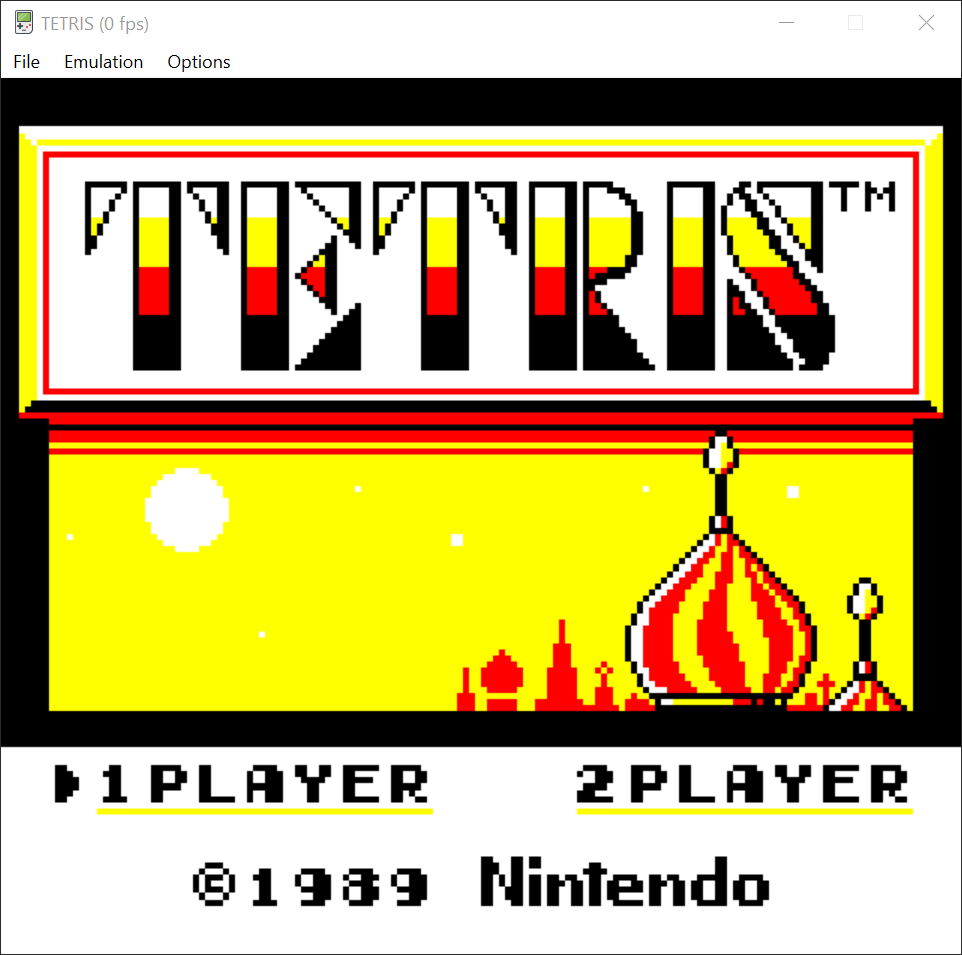 TETRIS (0 fps)
File Emulation Options
TETRIS™
1PLAYER 2PLAYER
©1989 Nintendo